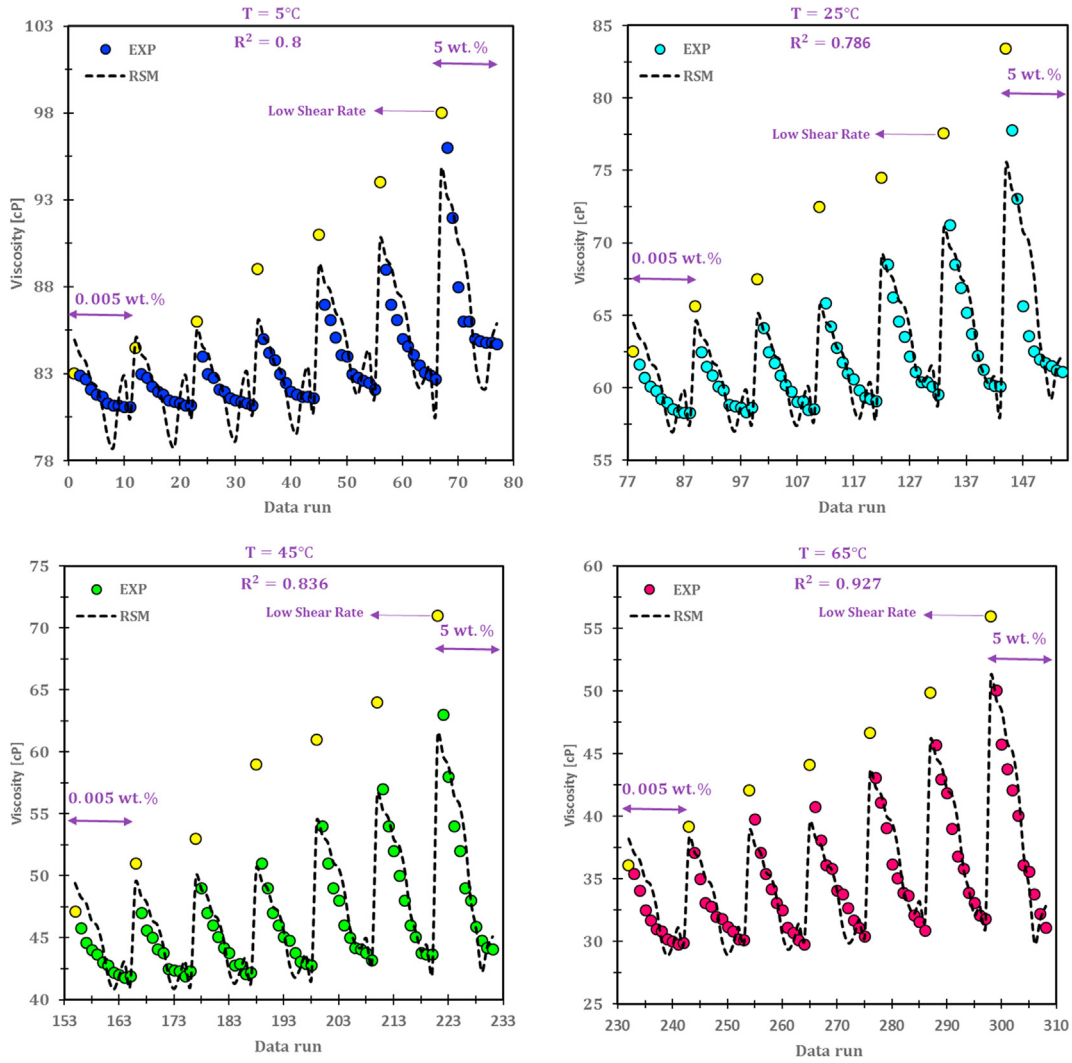 T = 5°C
R² = 0.8
EXP
RSM
5 wt.%
Low Shear Rate
0.005 wt.%
Viscosity [cP]
103
98
93
88
83
78
0 10 20 30 40 50 60 70 80
Data run
T = 25°C
R² = 0.786
EXP
RSM
5 wt.%
Low Shear Rate
0.005 wt.%
Viscosity [cP]
85
80
75
70
65
60
55
77 87 97 107 117 127 137 147
Data run
T = 45°C
R² = 0.836
EXP
RSM
Low Shear Rate
5 wt.%
0.005 wt.%
Viscosity [cP]
75
70
65
60
55
50
45
40
153 163 173 183 193 203 213 223 233
Data run
T = 65°C
R² = 0.927
EXP
RSM
Low Shear Rate
5 wt.%
0.005 wt.%
Viscosity [cP]
60
55
50
45
40
35
30
25
230 240 250 260 270 280 290 300 310
Data run